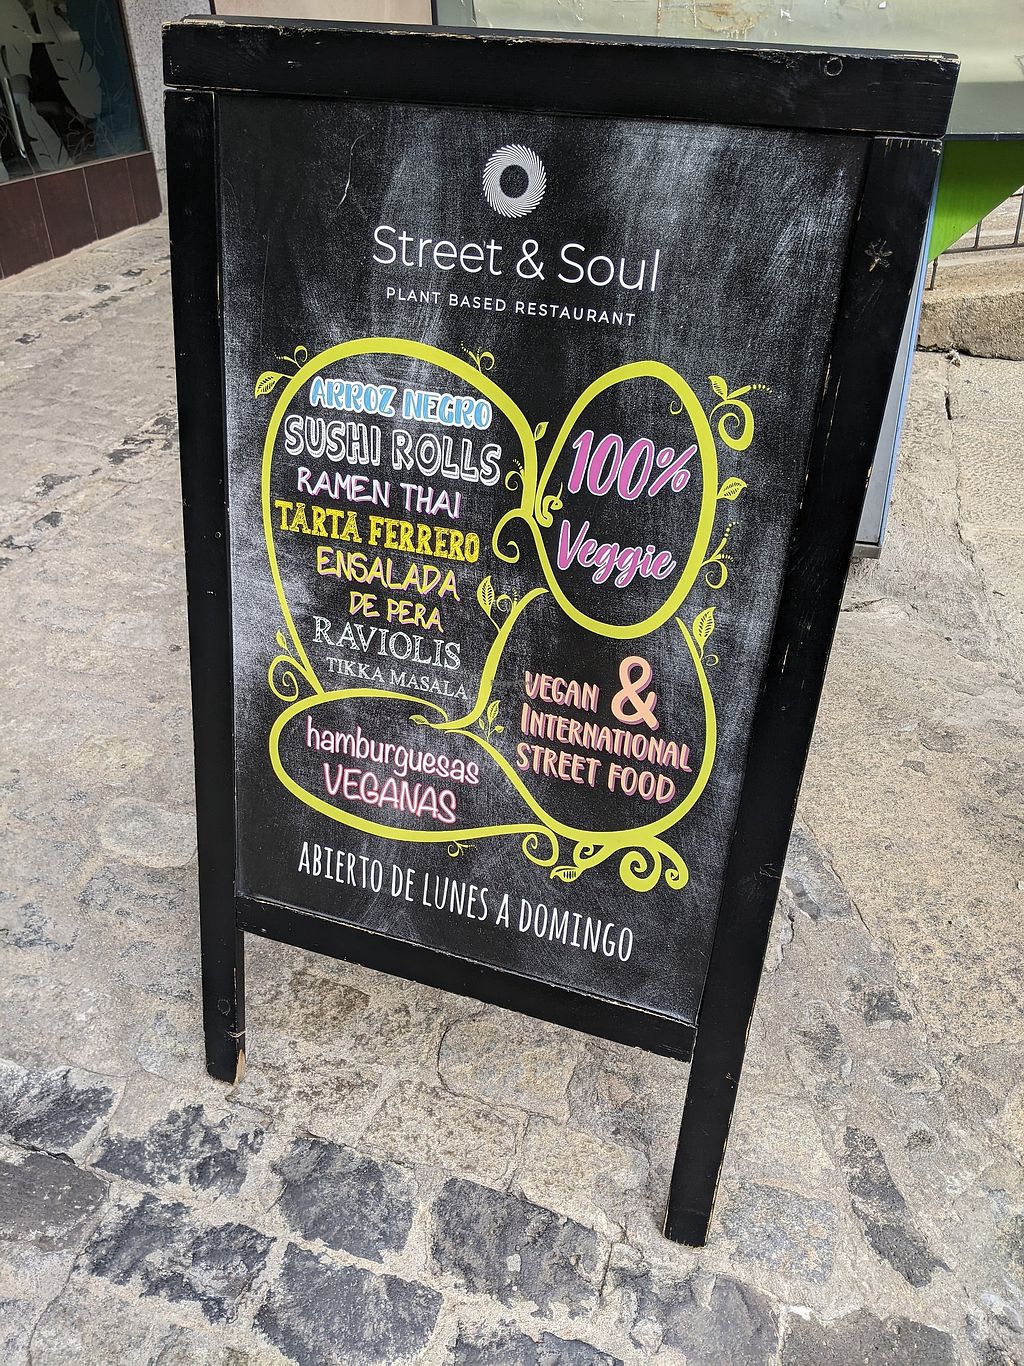 Street & Soul
PLANT BASED RESTAURANT
ARROZ NEGRO
SUSHI ROLLS
RAMEN THAI
TARTA FERRERO
ENSALADA
DE PERA
RAVIOLIS
TIKKA MASALA
100%
Veggie
VEGAN &
INTERNATIONAL
STREET FOOD
hamburguesas
VEGANAS
ABIERTO DE LUNES A DOMINGO